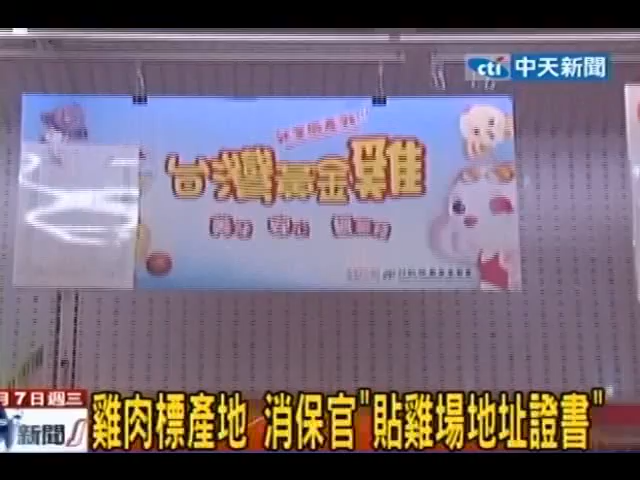 cti 中天新聞
台灣黃金雞
月7日週三
新聞
雞肉標產地 消保官"貼雞場地址證書"